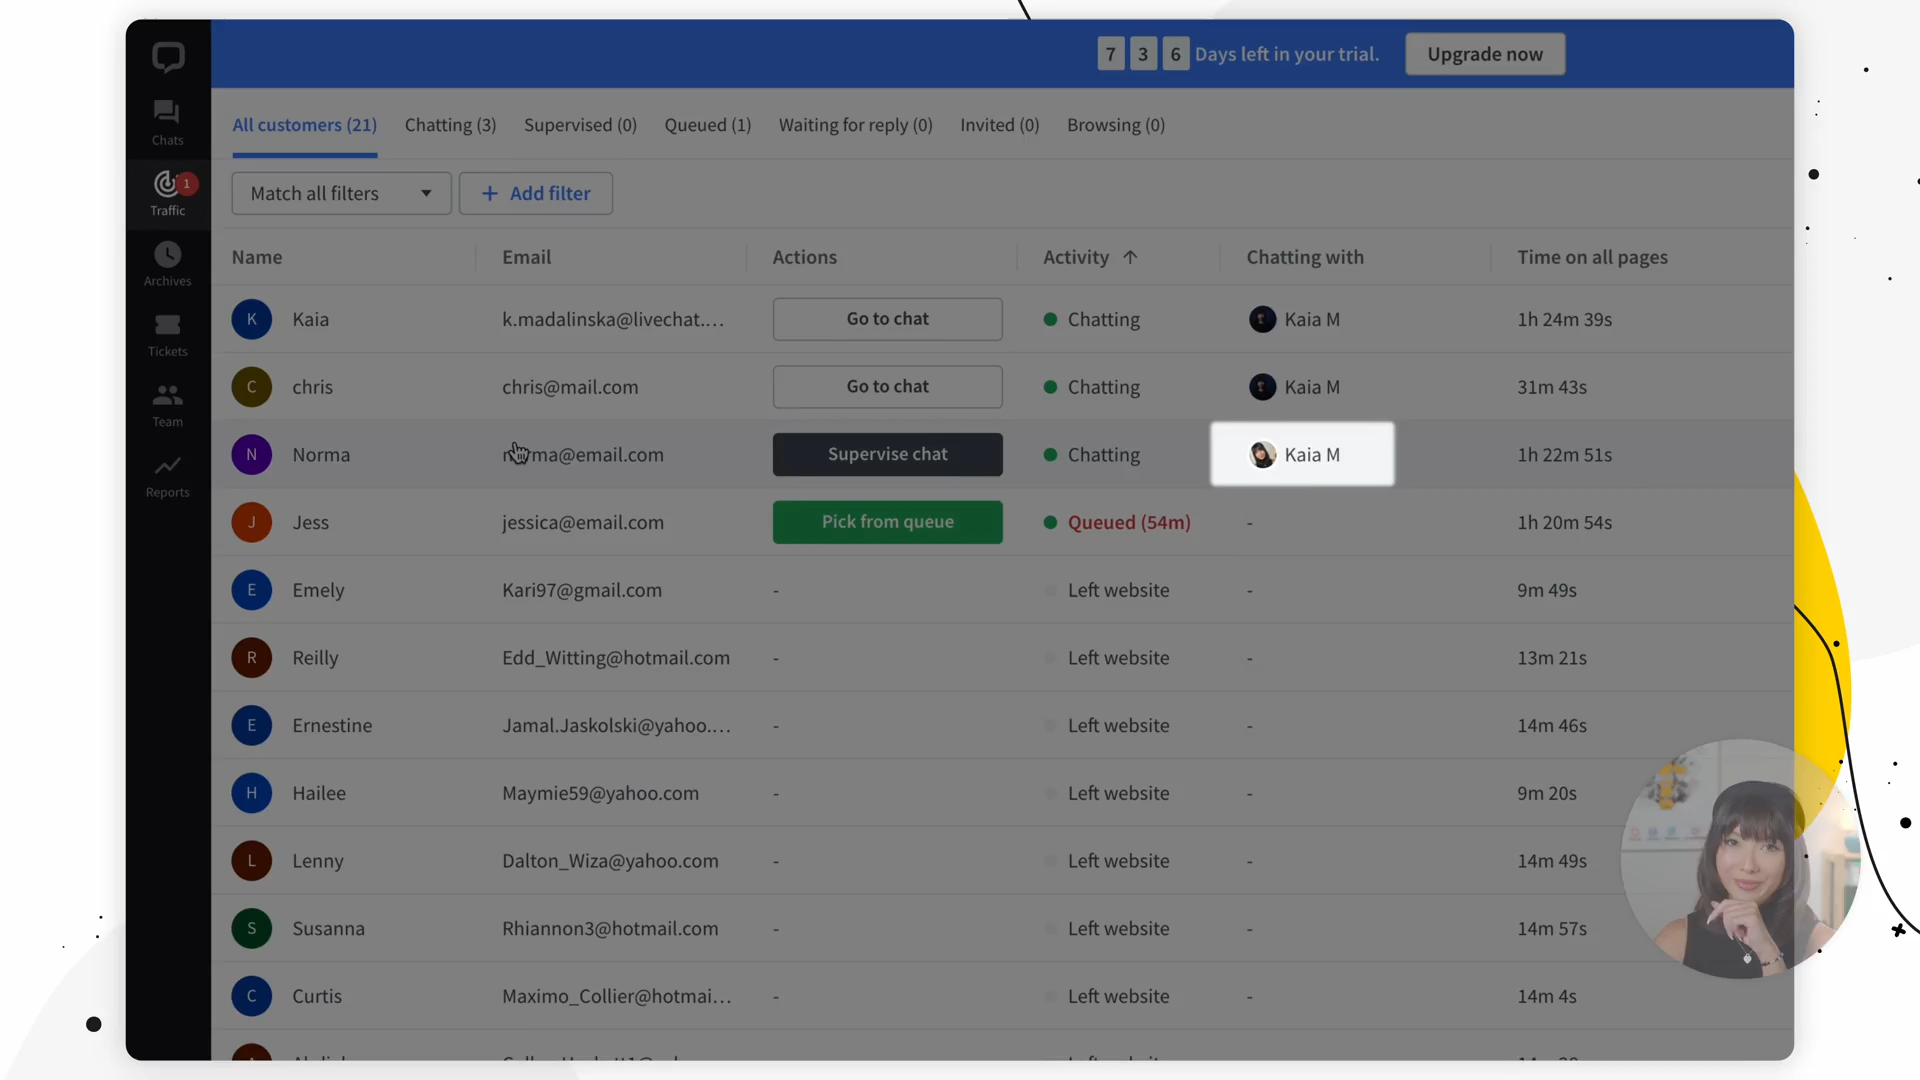 7 3 6 Days left in your trial. Upgrade now
Chats
Traffic 1
Archives
Tickets
Team
Reports
All customers (21) Chatting (3) Supervised (0) Queued (1) Waiting for reply (0) Invited (0) Browsing (0)
Match all filters + Add filter
Name Email Actions Activity ↑ Chatting with Time on all pages
K Kaia k.madalinska@livechat.... Go to chat Chatting Kaia M 1h 24m 39s
C chris chris@mail.com Go to chat Chatting Kaia M 31m 43s
N Norma Supervise chat Chatting Kaia M 1h 22m 51s
J Jess jessica@email.com Pick from queue Queued (54m) - 1h 20m 54s
E Emely Kari97@gmail.com - Left website - 9m 49s
R Reilly Edd_Witting@hotmail.com - Left website - 13m 21s
E Ernestine Jamal.Jaskolski@yahoo.... - Left website - 14m 46s
H Hailee Maymie59@yahoo.com - Left website - 9m 20s
L Lenny Dalton_Wiza@yahoo.com - Left website - 14m 49s
S Susanna Rhiannon3@hotmail.com - Left website - 14m 57s
C Curtis Maximo_Collier@hotmai... - Left website - 14m 4s